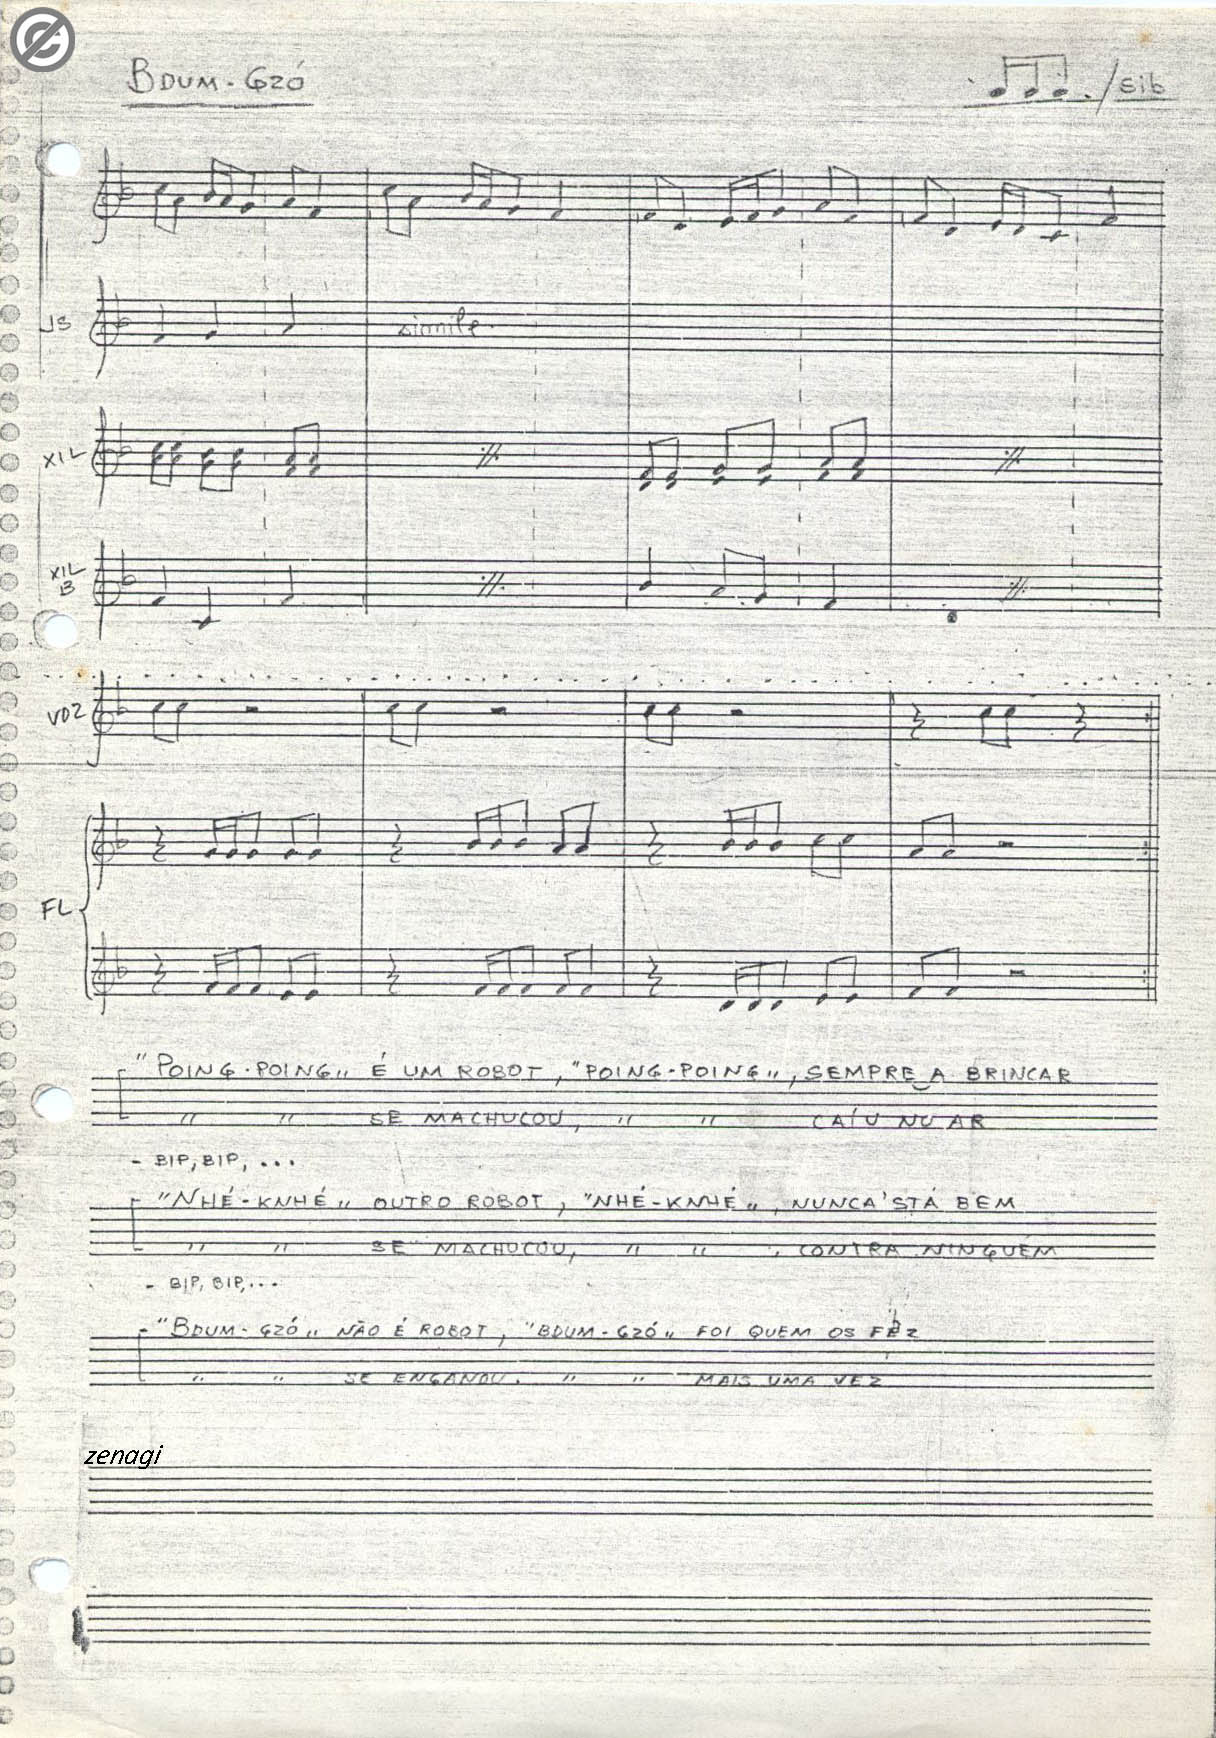 BDUM-GZÓ
/ Sib
JS
simile
XIL
XIL
B
VOZ
FL
"POING-POING„ É UM ROBOT, "POING-POING„, SEMPRE A BRINCAR
„ „ SE MACHUCOU, „ „ CAÍU NO AR
- BIP, BIP, ...
"NHÉ-KNHÉ„ OUTRO ROBOT, "NHÉ-KNHÉ„, NUNCA 'STÁ BEM
„ „ SE MACHUCOU, „ „, CONTRA NINGUÉM
- BIP, BIP, ...
- "BDUM-GZÓ„ NÃO É ROBOT, "BDUM-GZÓ„ FOI QUEM OS FEZ
„ „ SE ENGANOU. „ „ MAIS UMA VEZ
zenagi